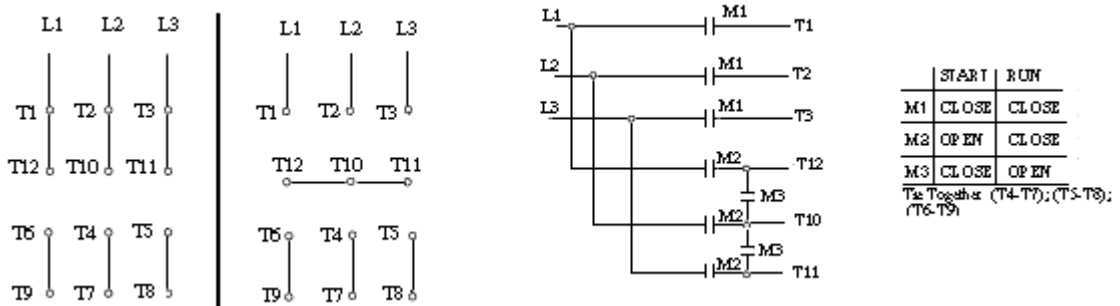 L1 L2 L3
T1 T2 T3
T12 T10 T11
T6 T4 T5
T9 T7 T8
L1 L2 L3
T1 T2 T3
T12 T10 T11
T6 T4 T5
T9 T7 T8
L1 M1 T1
L2 M1 T2
L3 M1 T3
M2 T12
M3
M2 T10
M3
M2 T11
START RUN
M1 CLOSE CLOSE
M2 OPEN CLOSE
M3 CLOSE OPEN
Tie Together (T4-T7); (T5-T8);
(T6-T9)